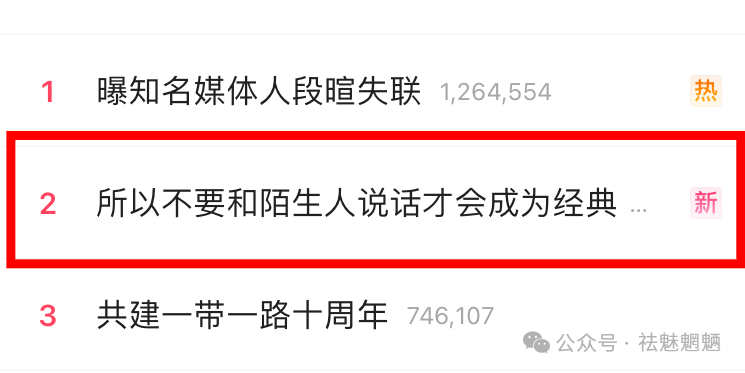 1 曝知名媒体人段暄失联 1,264,554 热
2 所以不要和陌生人说话才会成为经典 ... 新
3 共建一带一路十周年 746,107
公众号 · 祛魅魍魉